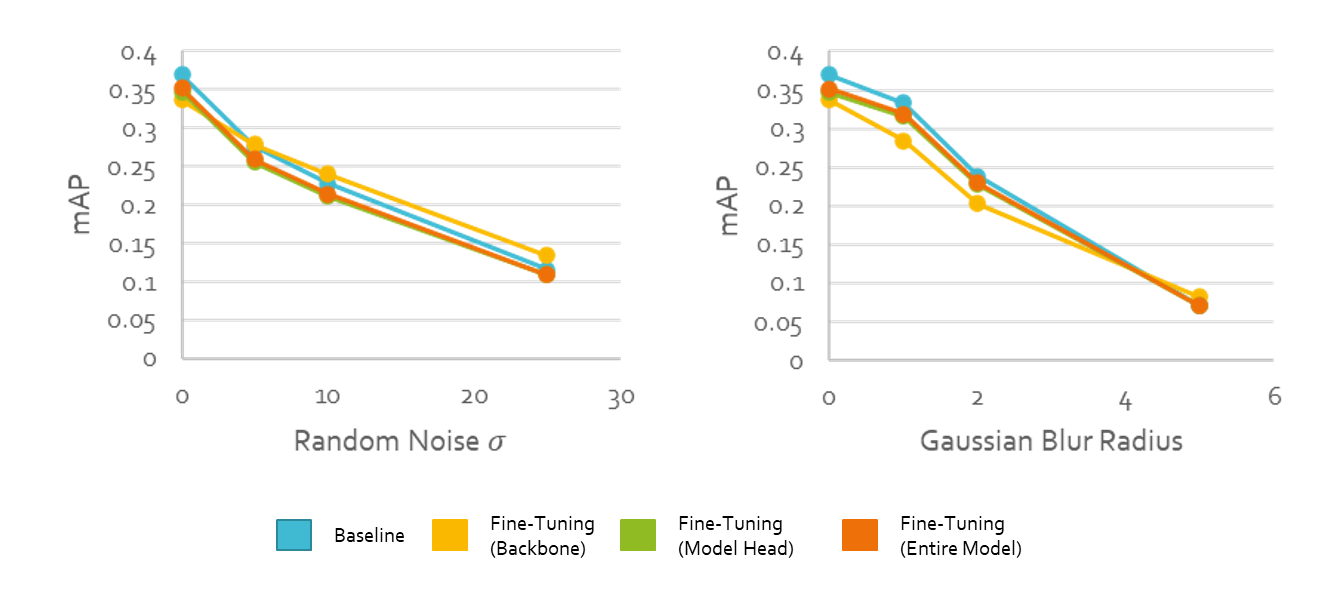 0.4
0.35
0.3
0.25
0.2
0.15
0.1
0.05
0
mAP
0 10 20 30
Random Noise σ
0.4
0.35
0.3
0.25
0.2
0.15
0.1
0.05
0
mAP
0 2 4 6
Gaussian Blur Radius
Baseline
Fine-Tuning
(Backbone)
Fine-Tuning
(Model Head)
Fine-Tuning
(Entire Model)